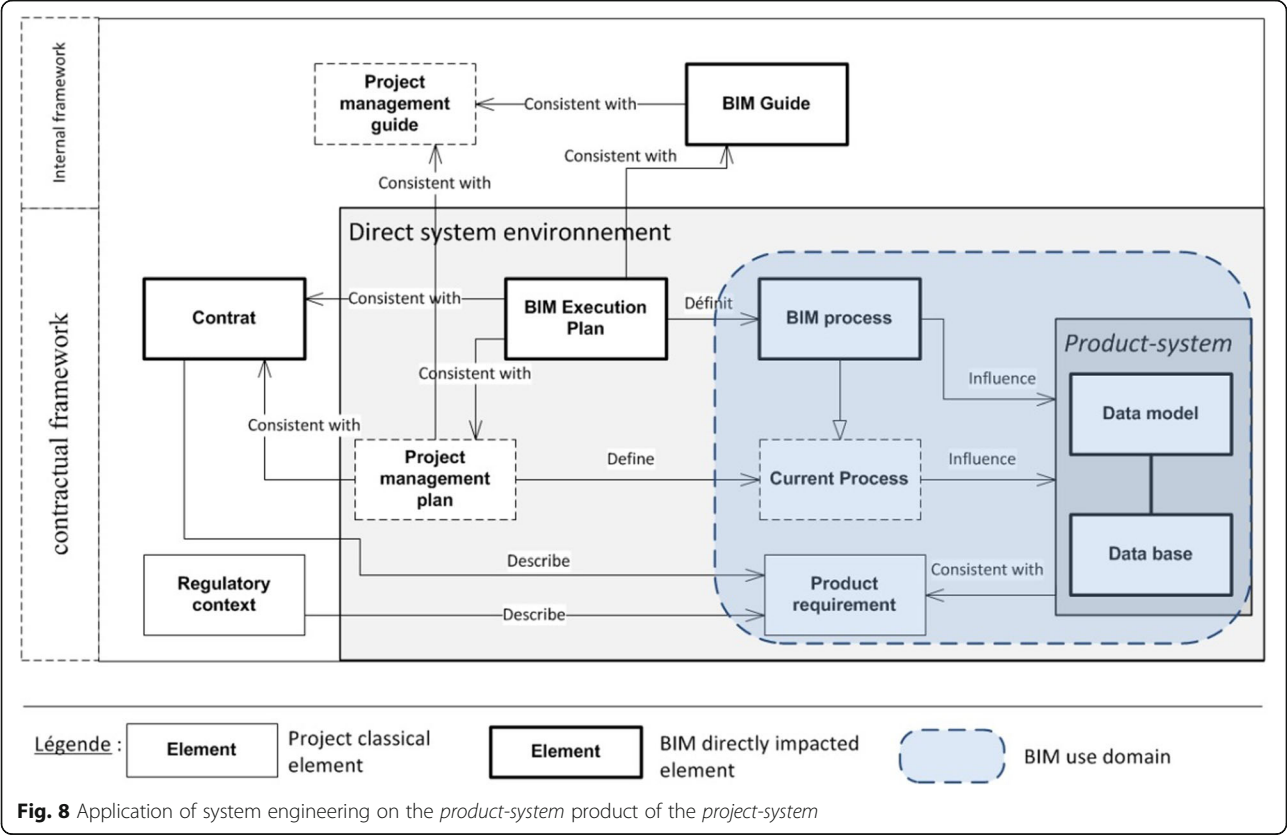 Internal framework
Project
management
guide
Consistent with
BIM Guide
Consistent with
Consistent with
contractual framework
Direct system environnement
Contrat
Consistent with
BIM Execution
Plan
Définit
BIM process
Product-system
Consistent with
Influence
Data model
Consistent with
Project
management
plan
Define
Current Process
Influence
Data base
Regulatory
context
Describe
Describe
Product
requirement
Consistent with
Légende :
Element
Project classical
element
Element
BIM directly impacted
element
BIM use domain
Fig. 8 Application of system engineering on the product-system product of the project-system